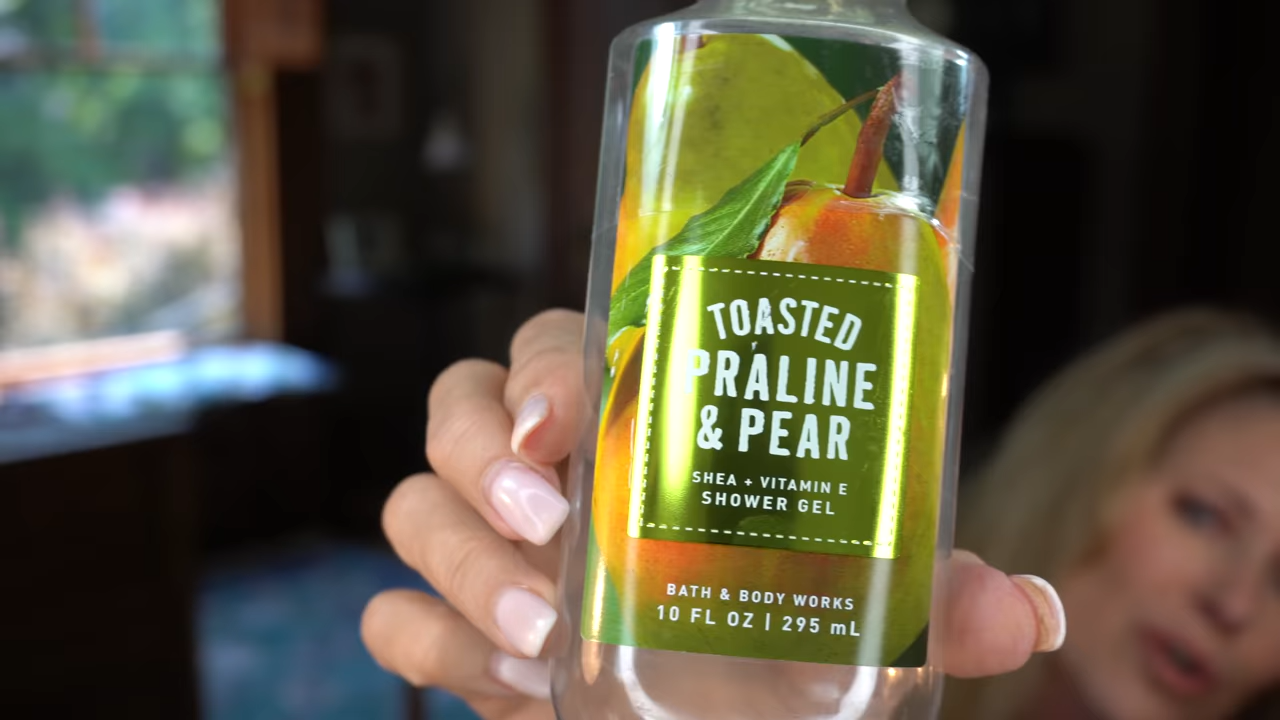 TOASTED
PRALINE
& PEAR
SHEA + VITAMIN E
SHOWER GEL
BATH & BODY WORKS
10 FL OZ | 295 mL